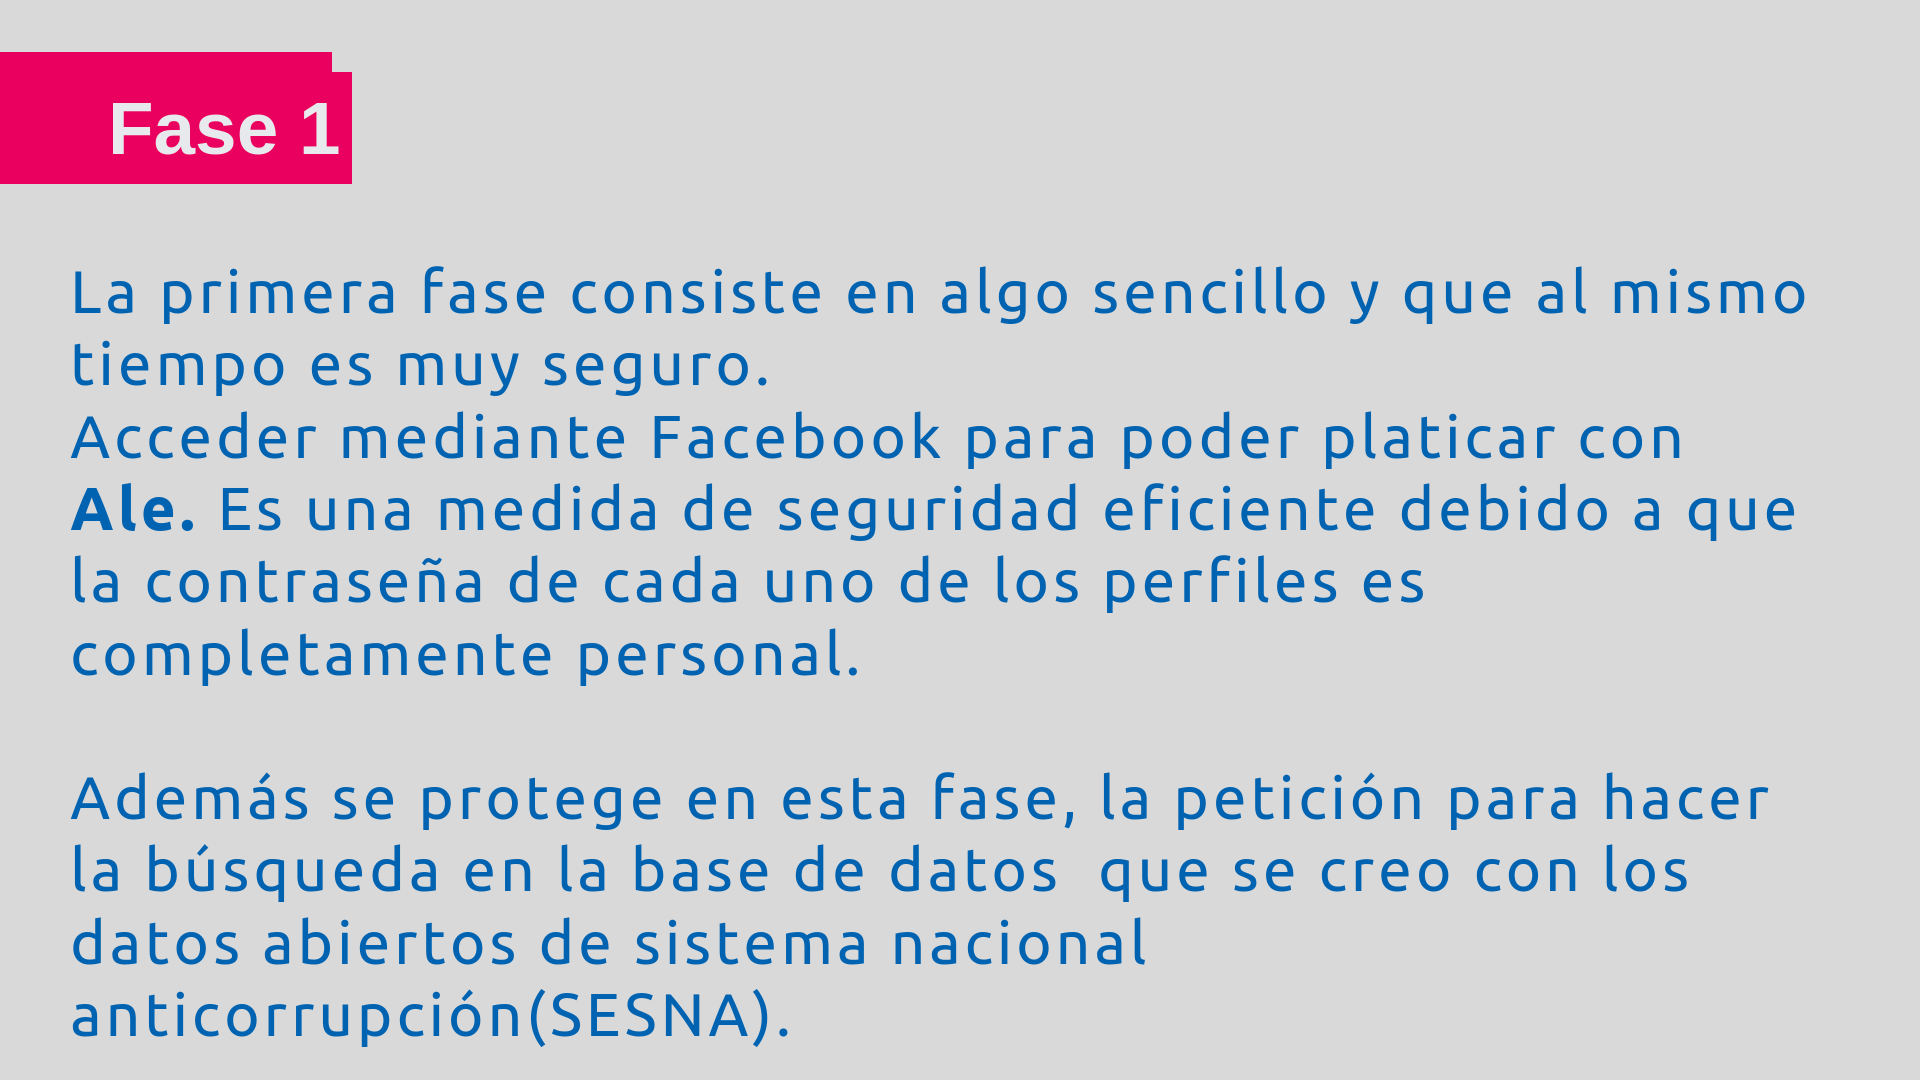 Fase 1
La primera fase consiste en algo sencillo y que al mismo
tiempo es muy seguro.
Acceder mediante Facebook para poder platicar con
Ale. Es una medida de seguridad eficiente debido a que
la contraseña de cada uno de los perfiles es
completamente personal.
Además se protege en esta fase, la petición para hacer
la búsqueda en la base de datos  que se creo con los
datos abiertos de sistema nacional
anticorrupción(SESNA).